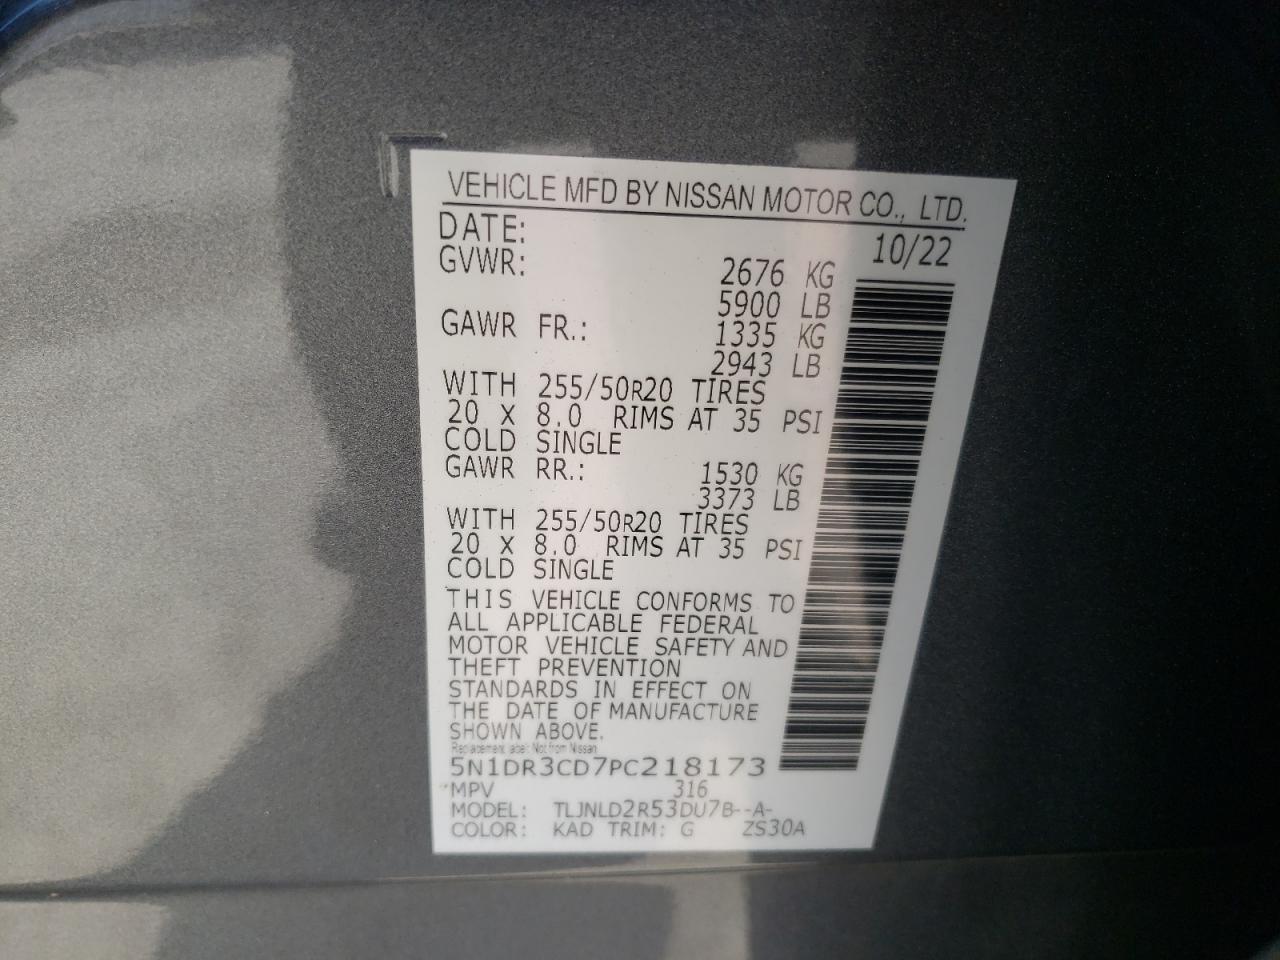 VEHICLE MFD BY NISSAN MOTOR CO., LTD.
DATE: 10/22
GVWR: 2676 KG
5900 LB
GAWR FR.: 1335 KG
2943 LB
WITH 255/50R20 TIRES
20 X 8.0 RIMS AT 35 PSI
COLD SINGLE
GAWR RR.: 1530 KG
3373 LB
WITH 255/50R20 TIRES
20 X 8.0 RIMS AT 35 PSI
COLD SINGLE
THIS VEHICLE CONFORMS TO
ALL APPLICABLE FEDERAL
MOTOR VEHICLE SAFETY AND
THEFT PREVENTION
STANDARDS IN EFFECT ON
THE DATE OF MANUFACTURE
SHOWN ABOVE.
Replacement label: Not from Nissan
5N1DR3CD7PC218173
MPV 316
MODEL: TLJNLD2R53DU7B--A-
COLOR: KAD TRIM: G ZS30A